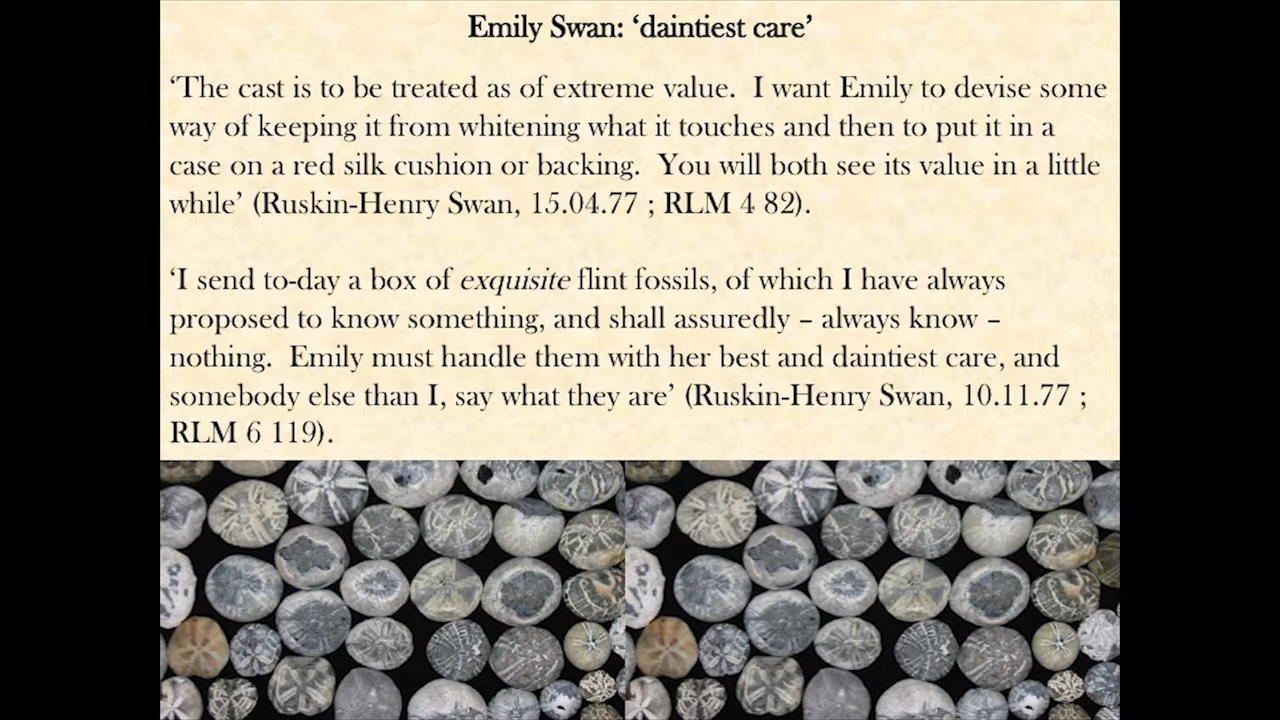 Emily Swan: ‘daintiest care’
‘The cast is to be treated as of extreme value.  I want Emily to devise some
way of keeping it from whitening what it touches and then to put it in a
case on a red silk cushion or backing.  You will both see its value in a little
while’ (Ruskin-Henry Swan, 15.04.77 ; RLM 4 82).
‘I send to-day a box of exquisite flint fossils, of which I have always
proposed to know something, and shall assuredly – always know –
nothing.  Emily must handle them with her best and daintiest care, and
somebody else than I, say what they are’ (Ruskin-Henry Swan, 10.11.77 ;
RLM 6 119).